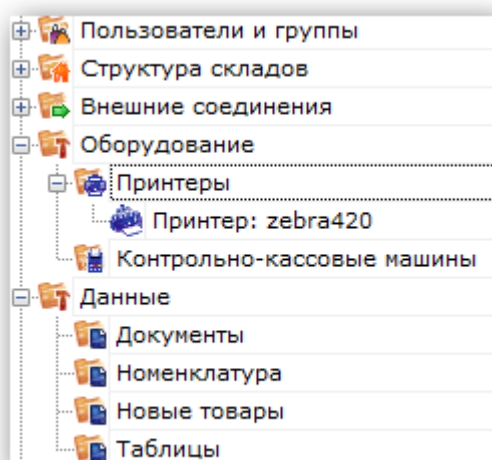 Пользователи и группы
Структура складов
Внешние соединения
Оборудование
Принтеры
Принтер: zebra420
Контрольно-кассовые машины
Данные
Документы
Номенклатура
Новые товары
Таблицы